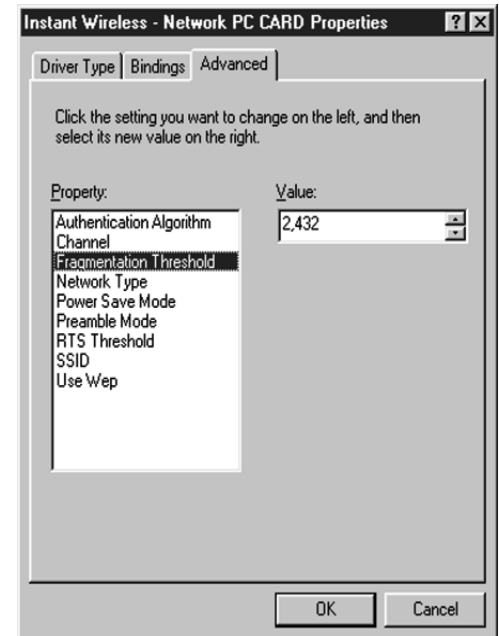 Instant Wireless - Network PC CARD Properties
Driver Type Bindings Advanced
Click the setting you want to change on the left, and then
select its new value on the right.
Property: Value:
Authentication Algorithm 2,432
Channel
Fragmentation Threshold
Network Type
Power Save Mode
Preamble Mode
RTS Threshold
SSID
Use Wep
OK Cancel